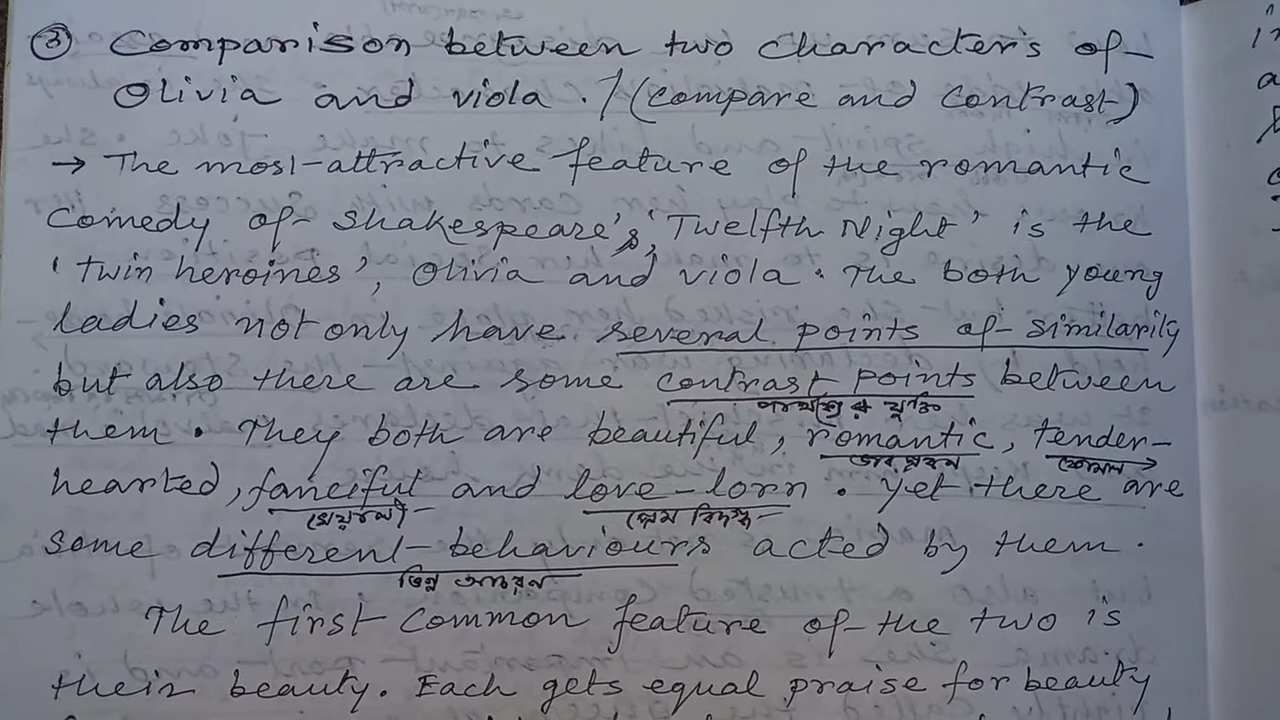 ③ Comparison between two characters of
Olivia and viola. / (compare and contrast)
→ The most attractive feature of the romantic
comedy of Shakespeare's, 'Twelfth Night' is the
'twin heroines', Olivia and viola. The both young
ladies not only have several points of similarity
but also there are some contrast points between
them. They both are beautiful, romantic, tender-
কোমল
hearted, fanciful and love-lorn. Yet there are
খেয়ালী
some different behaviours acted by them.
ভিন্ন আচরণ
The first common feature of the two is
their beauty. Each gets equal praise for beauty